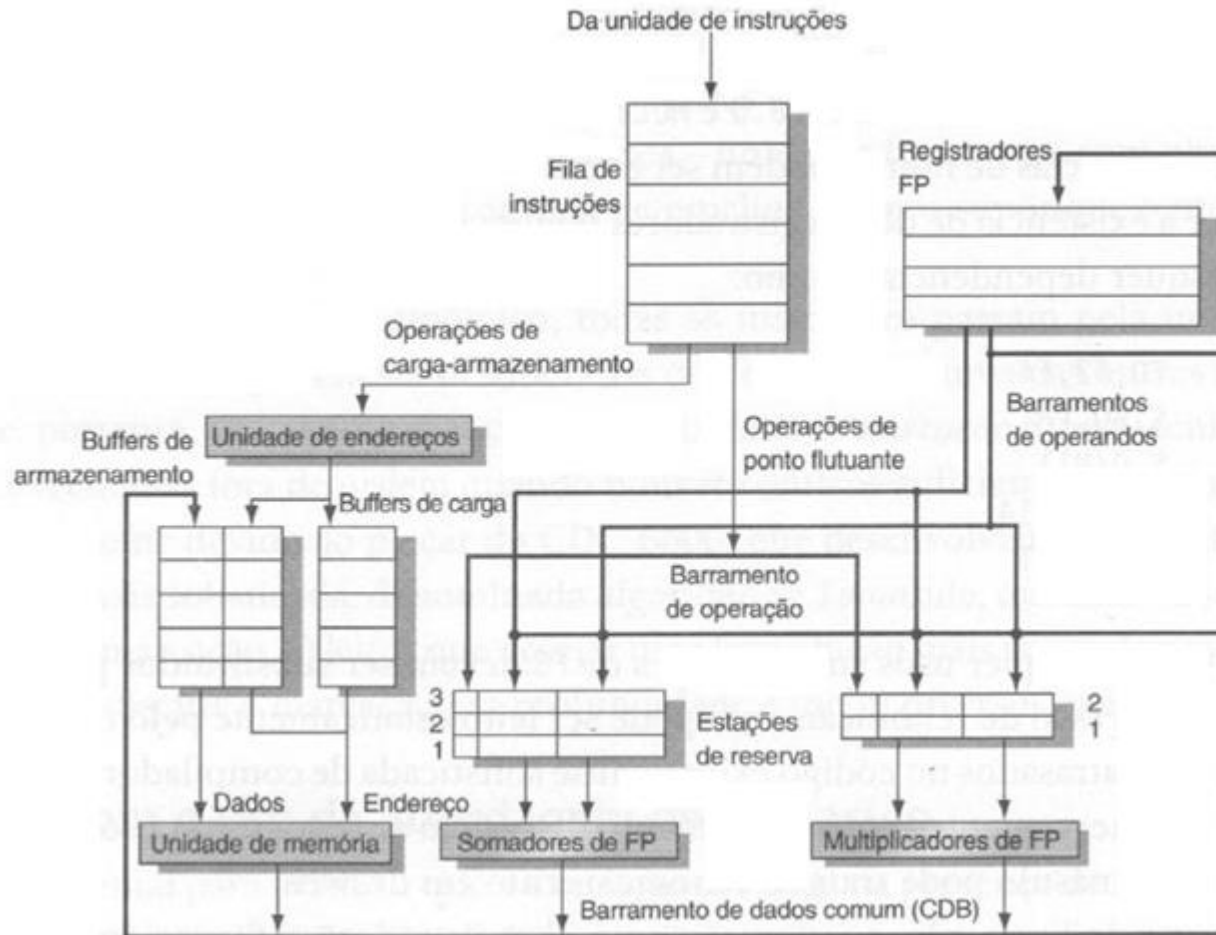 Da unidade de instruções
Fila de
instruções
Registradores
FP
Operações de
carga-armazenamento
Barramentos
de operandos
Buffers de
armazenamento
Unidade de endereços
Operações de
ponto flutuante
Buffers de carga
Barramento
de operação
3
2
1
Estações
de reserva
2
1
Dados
Endereço
Unidade de memória
Somadores de FP
Multiplicadores de FP
Barramento de dados comum (CDB)